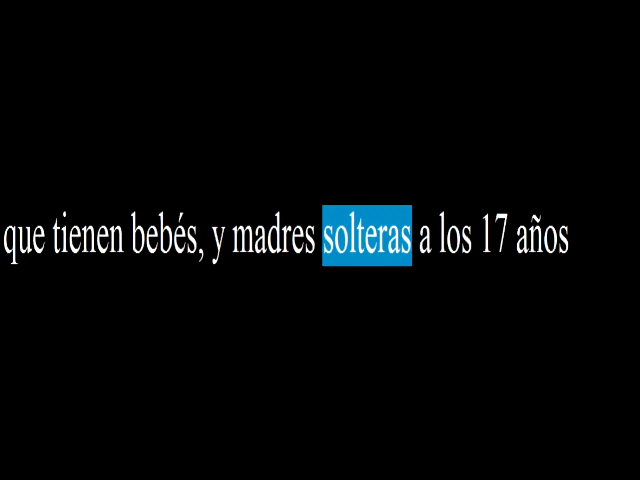 que tienen bebés, y madres solteras a los 17 años